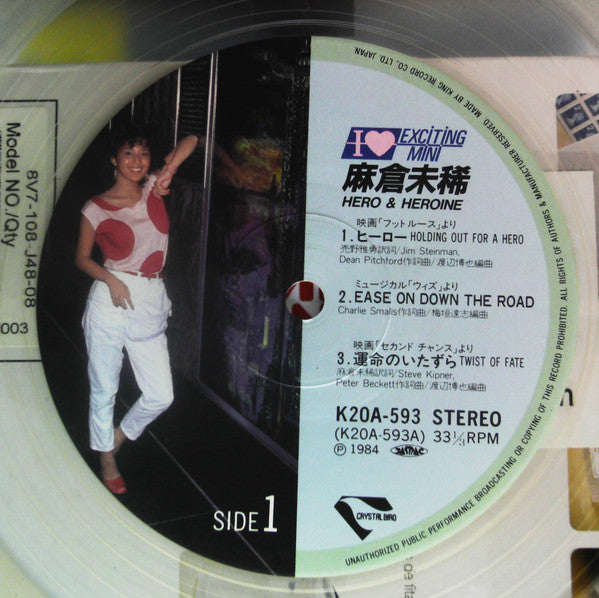 MADE BY KING RECORD CO. LTD. JAPAN.
ALL RIGHTS OF AUTHORS & MANUFACTURER RESERVED.
I EXCITING
MINI
麻倉未稀
HERO & HEROINE
映画「フットルース」より
1.ヒーロー HOLDING OUT FOR A HERO
売野雅勇訳詞/Jim Steinman,
Dean Pitchford作詞曲/渡辺博也編曲
ミュージカル「ウィズ」より
2.EASE ON DOWN THE ROAD
Charlie Smalls作詞曲/梅垣達志編曲
映画「セカンド チャンス」より
3.運命のいたずら TWIST OF FATE
麻倉未稀訳詞/Steve Kipner,
Peter Beckett作詞曲/渡辺博也編曲
K20A-593 STEREO
(K20A-593A) 33⅓RPM
Ⓟ 1984 JASRAC
CRYSTAL BIRD
SIDE 1
UNAUTHORIZED PUBLIC PERFORMANCE BROADCASTING OR COPYING OF THIS RECORD PROHIBITED.
8V7-108 J48-08
Model NO./Qty
003